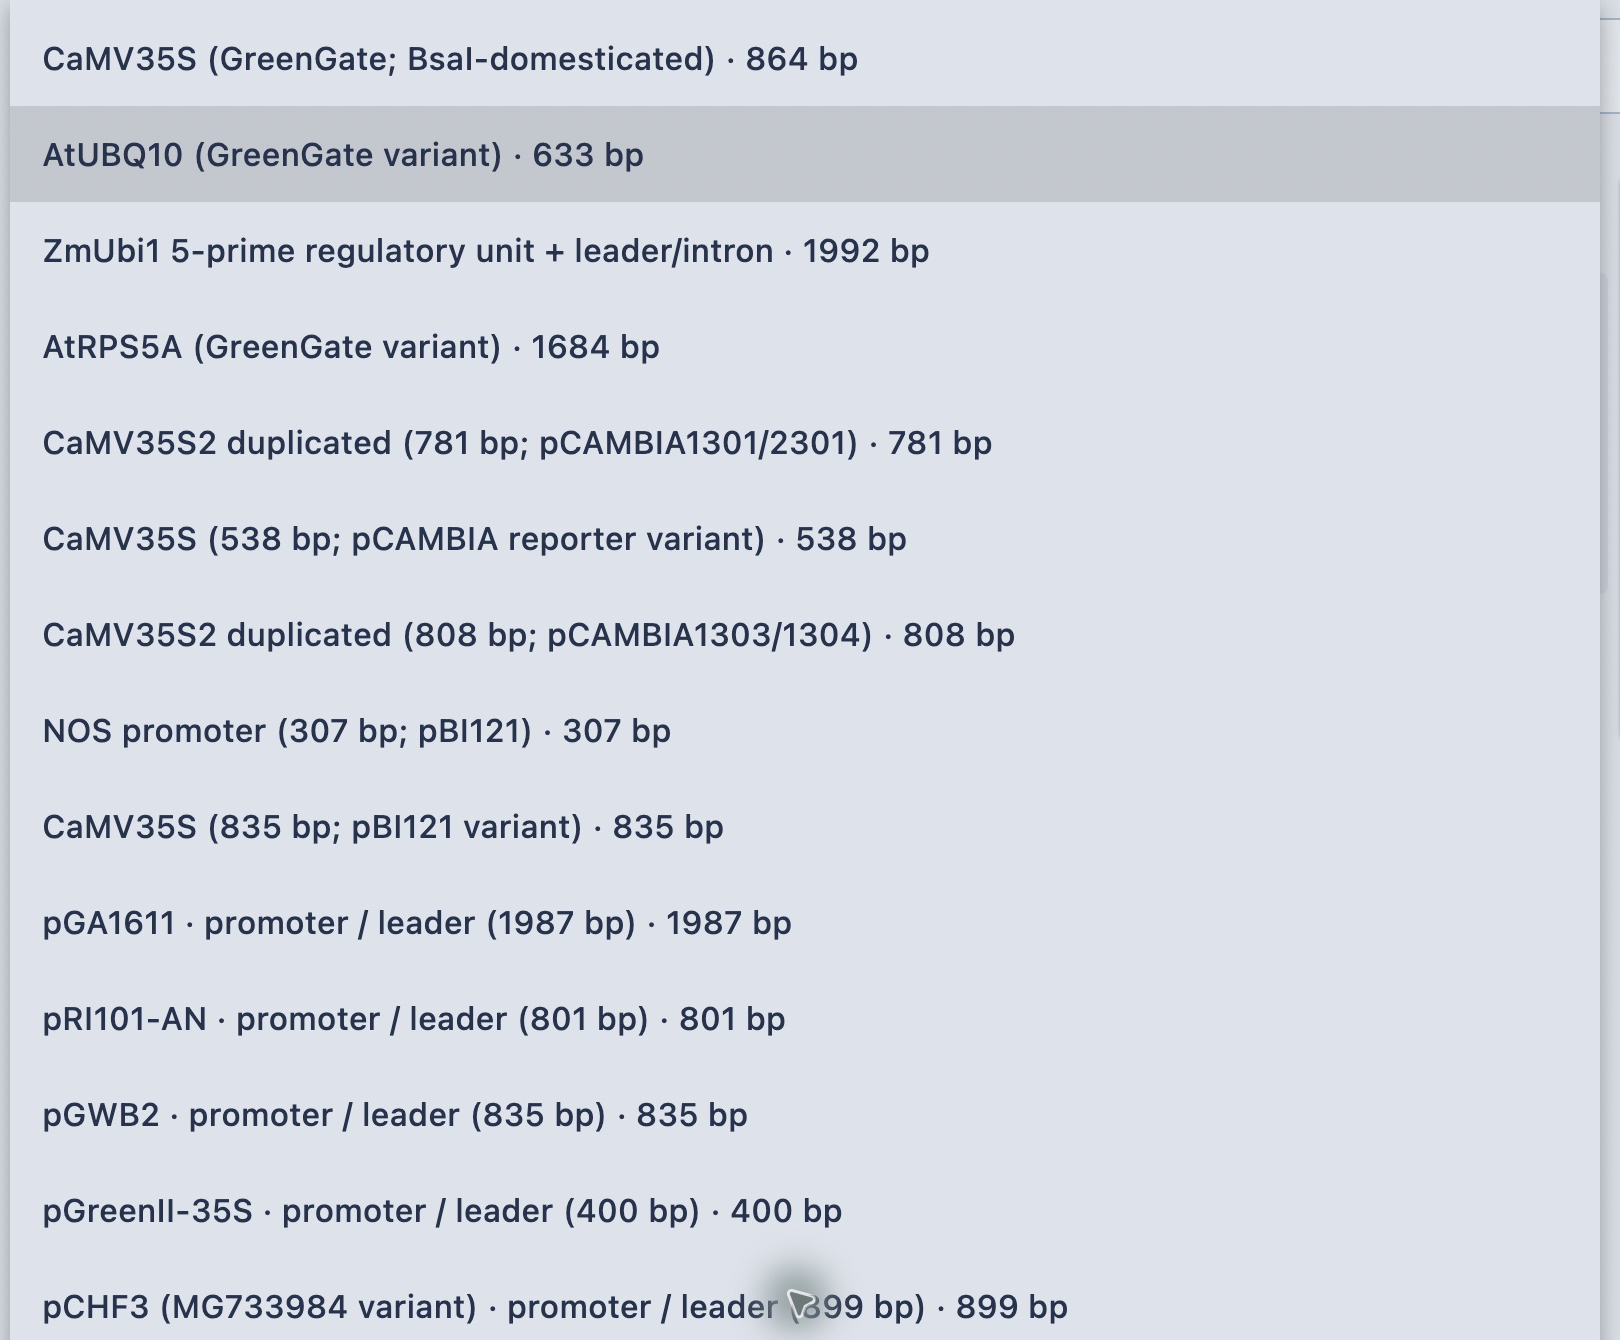 CaMV35S (GreenGate; BsaI-domesticated) · 864 bp
AtUBQ10 (GreenGate variant) · 633 bp
ZmUbi1 5-prime regulatory unit + leader/intron · 1992 bp
AtRPS5A (GreenGate variant) · 1684 bp
CaMV35S2 duplicated (781 bp; pCAMBIA1301/2301) · 781 bp
CaMV35S (538 bp; pCAMBIA reporter variant) · 538 bp
CaMV35S2 duplicated (808 bp; pCAMBIA1303/1304) · 808 bp
NOS promoter (307 bp; pBI121) · 307 bp
CaMV35S (835 bp; pBI121 variant) · 835 bp
pGA1611 · promoter / leader (1987 bp) · 1987 bp
pRI101-AN · promoter / leader (801 bp) · 801 bp
pGWB2 · promoter / leader (835 bp) · 835 bp
pGreenII-35S · promoter / leader (400 bp) · 400 bp
pCHF3 (MG733984 variant) · promoter / leader (899 bp) · 899 bp